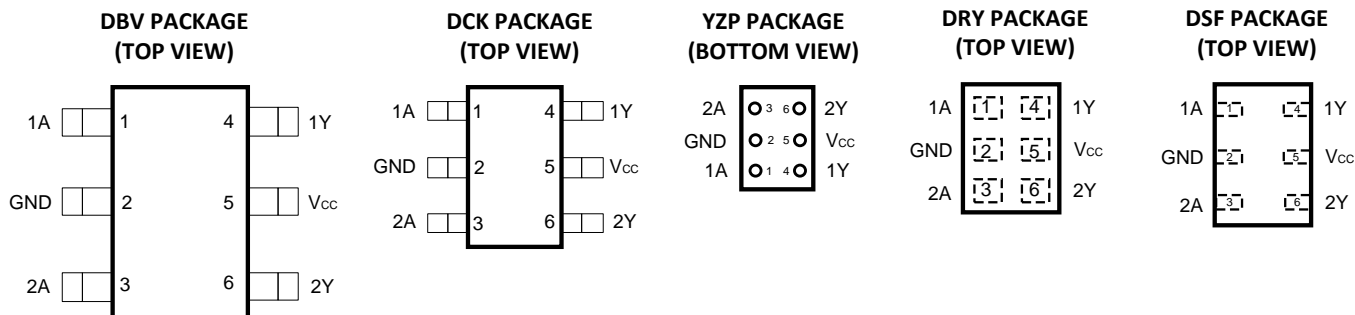 DBV PACKAGE
(TOP VIEW)
1A 1 4 1Y
GND 2 5 VCC
2A 3 6 2Y
DCK PACKAGE
(TOP VIEW)
1A 1 4 1Y
GND 2 5 VCC
2A 3 6 2Y
YZP PACKAGE
(BOTTOM VIEW)
2A 3 6 2Y
GND 2 5 VCC
1A 1 4 1Y
DRY PACKAGE
(TOP VIEW)
1A 1 4 1Y
GND 2 5 VCC
2A 3 6 2Y
DSF PACKAGE
(TOP VIEW)
1A 1 4 1Y
GND 2 5 VCC
2A 3 6 2Y